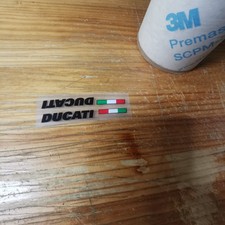 3M
Premas
SCPM-
DUCATI
DUCATI